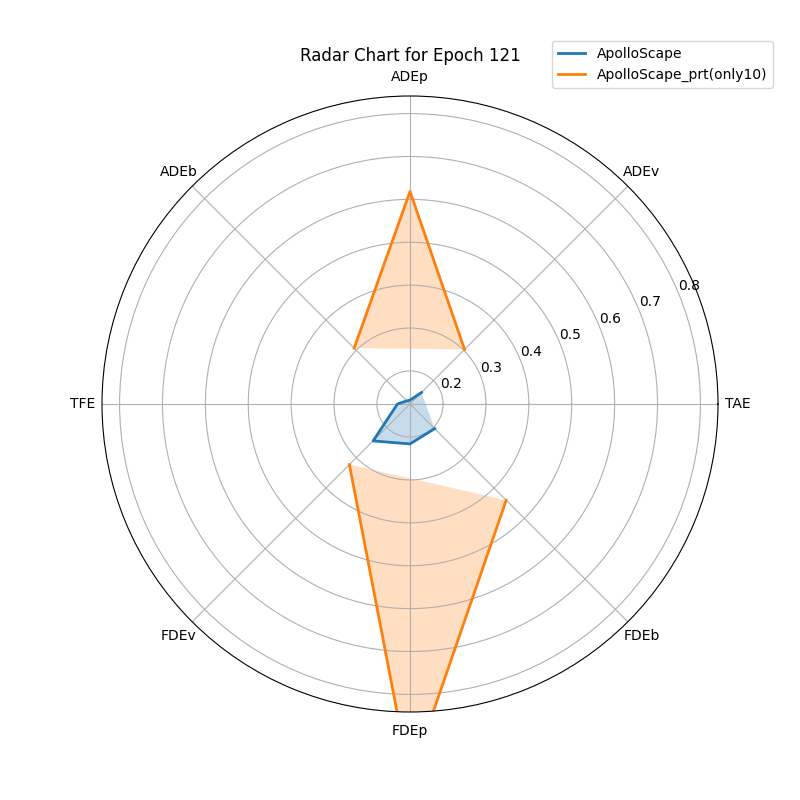 Radar Chart for Epoch 121
ApolloScape
ApolloScape_prt(only10)
ADEp
ADEb
ADEv
0.8
0.7
0.6
0.5
0.4
0.3
0.2
TFE
TAE
FDEv
FDEb
FDEp